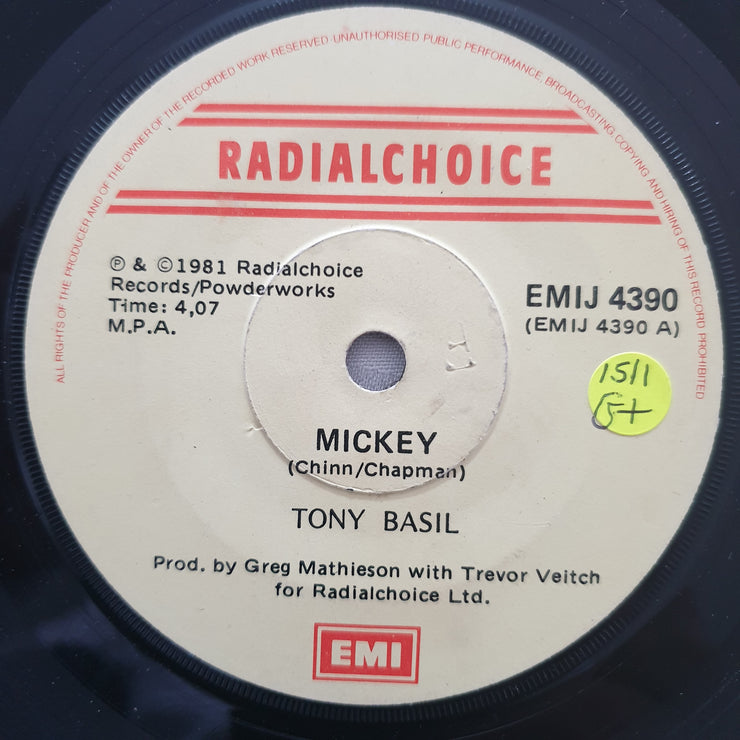 ALL RIGHTS OF THE PRODUCER AND OF THE OWNER OF THE RECORDED WORK RESERVED. UNAUTHORISED PUBLIC PERFORMANCE, BROADCASTING, COPYING AND HIRING OF THIS RECORD PROHIBITED
RADIALCHOICE
℗ & ©1981 Radialchoice
Records/Powderworks
Time: 4,07
M.P.A.
EMIJ 4390
(EMIJ 4390 A)
15/1
G+
MICKEY
(Chinn/Chapman)
TONY BASIL
Prod. by Greg Mathieson with Trevor Veitch
for Radialchoice Ltd.
EMI